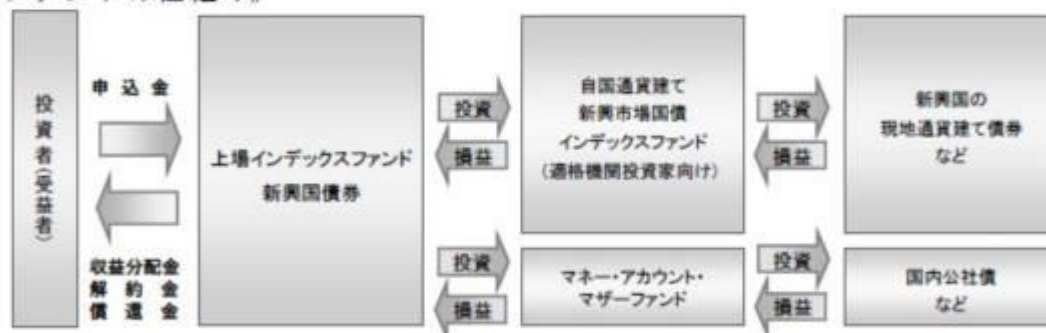 申込金
投資者(受益者)
収益分配金
解約金
償還金
上場インデックスファンド
新興国債券
投資
損益
自国通貨建て
新興市場国債
インデックスファンド
(適格機関投資家向け)
投資
損益
新興国の
現地通貨建て債券
など
投資
損益
マネー・アカウント・
マザーファンド
投資
損益
国内公社債
など